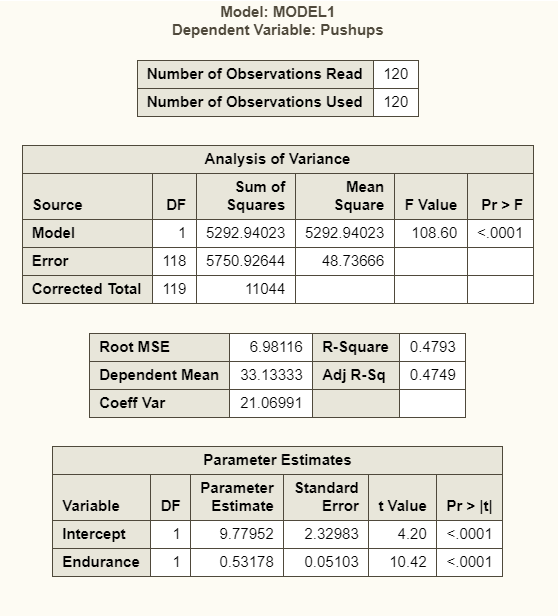 Model: MODEL1
Dependent Variable: Pushups
Number of Observations Read 120
Number of Observations Used 120
Analysis of Variance
Source DF Sum of Squares Mean Square F Value Pr > F
Model 1 5292.94023 5292.94023 108.60 <.0001
Error 118 5750.92644 48.73666
Corrected Total 119 11044
Root MSE 6.98116 R-Square 0.4793
Dependent Mean 33.13333 Adj R-Sq 0.4749
Coeff Var 21.06991
Parameter Estimates
Variable DF Parameter Estimate Standard Error t Value Pr > |t|
Intercept 1 9.77952 2.32983 4.20 <.0001
Endurance 1 0.53178 0.05103 10.42 <.0001